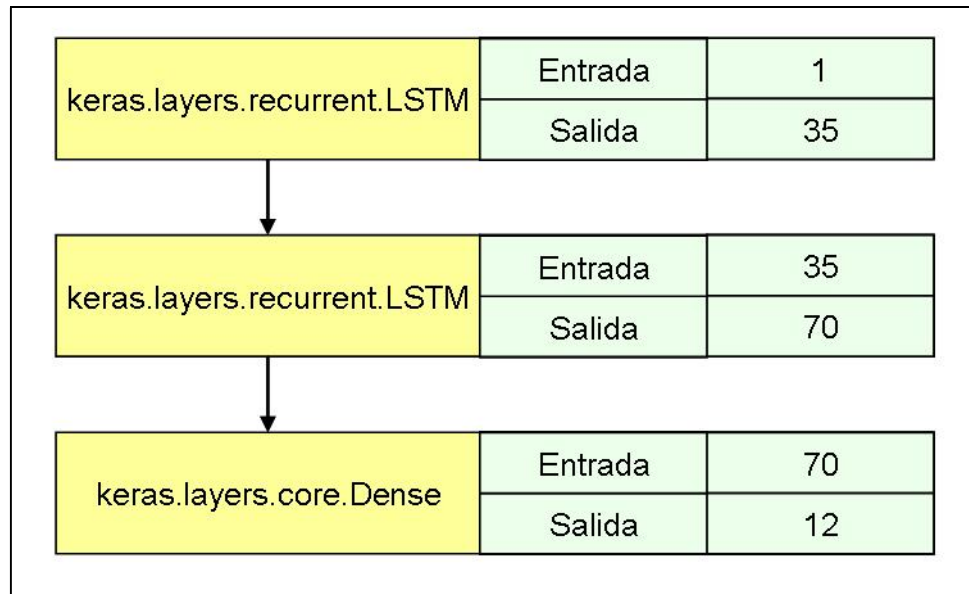 keras.layers.recurrent.LSTM
Entrada 1
Salida 35
keras.layers.recurrent.LSTM
Entrada 35
Salida 70
keras.layers.core.Dense
Entrada 70
Salida 12